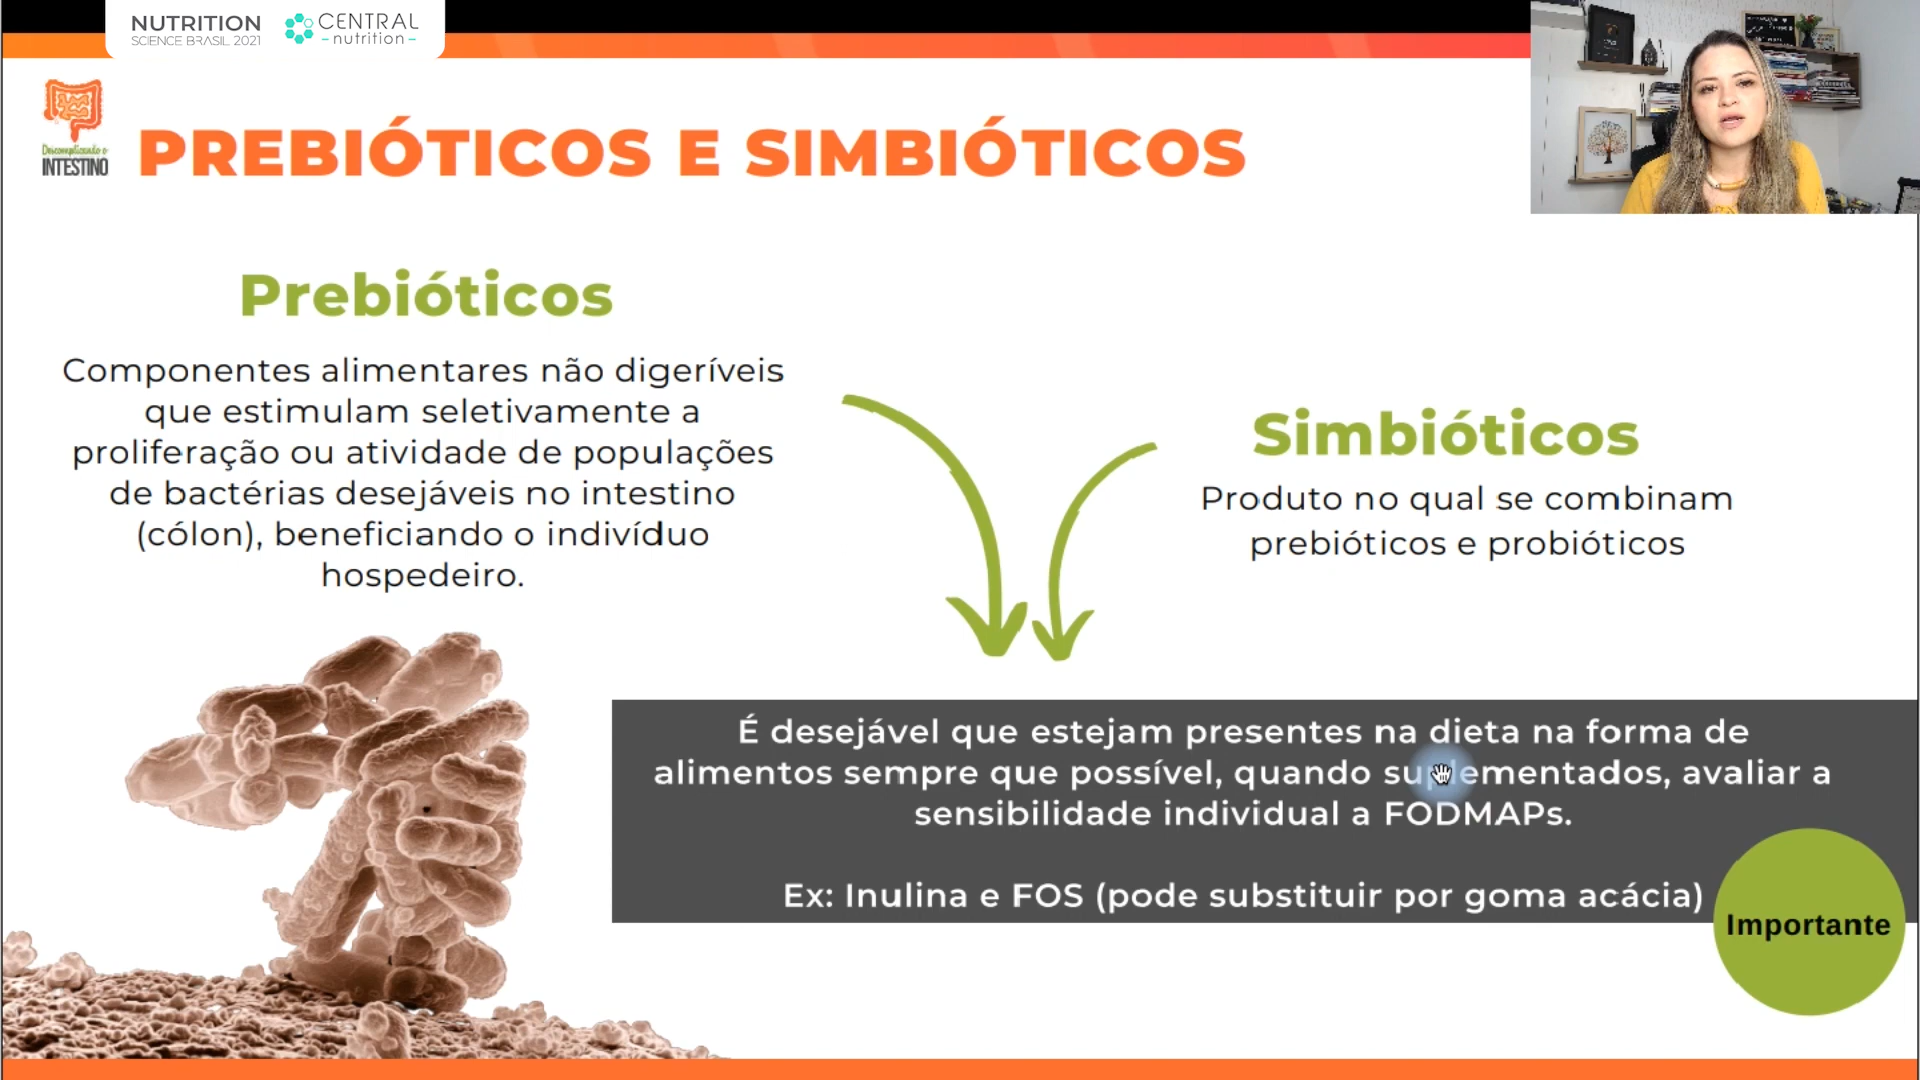 NUTRITION
SCIENCE BRASIL 2021
CENTRAL
nutrition
Descomplicando o
INTESTINO
PREBIÓTICOS E SIMBIÓTICOS
Prebióticos
Componentes alimentares não digeríveis
que estimulam seletivamente a
proliferação ou atividade de populações
de bactérias desejáveis no intestino
(cólon), beneficiando o indivíduo
hospedeiro.
Simbióticos
Produto no qual se combinam
prebióticos e probióticos
É desejável que estejam presentes na dieta na forma de
alimentos sempre que possível, quando suplementados, avaliar a
sensibilidade individual a FODMAPs.
Ex: Inulina e FOS (pode substituir por goma acácia)
Importante